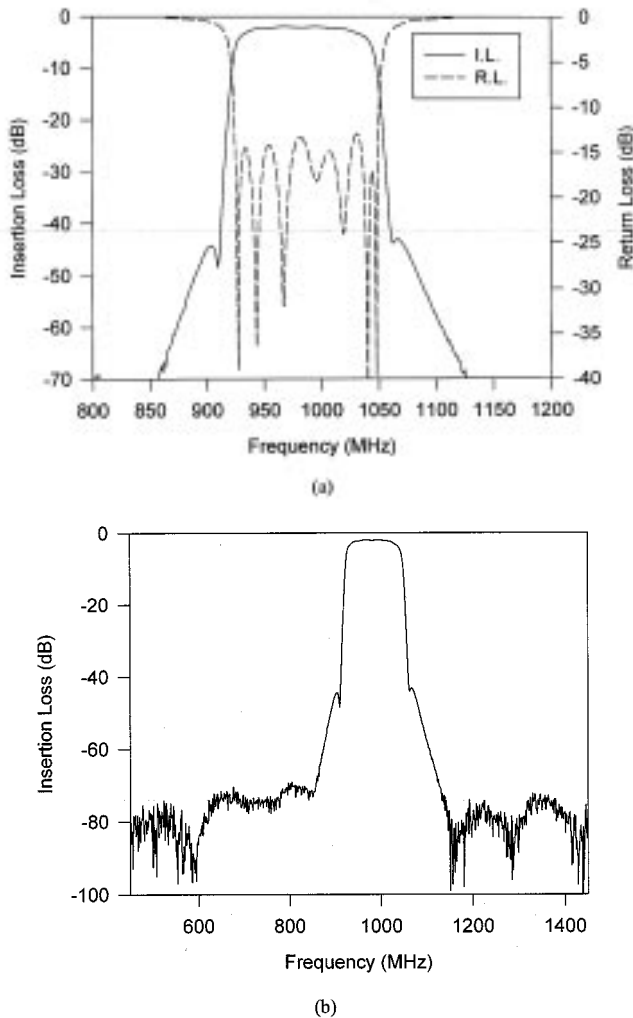 0
-10
-20
-30
-40
-50
-60
-70
Insertion Loss (dB)
I.L.
R.L.
0
-5
-10
-15
-20
-25
-30
-35
-40
Return Loss (dB)
800 850 900 950 1000 1050 1100 1150 1200
Frequency (MHz)
(a)
0
-20
-40
-60
-80
-100
Insertion Loss (dB)
600 800 1000 1200 1400
Frequency (MHz)
(b)